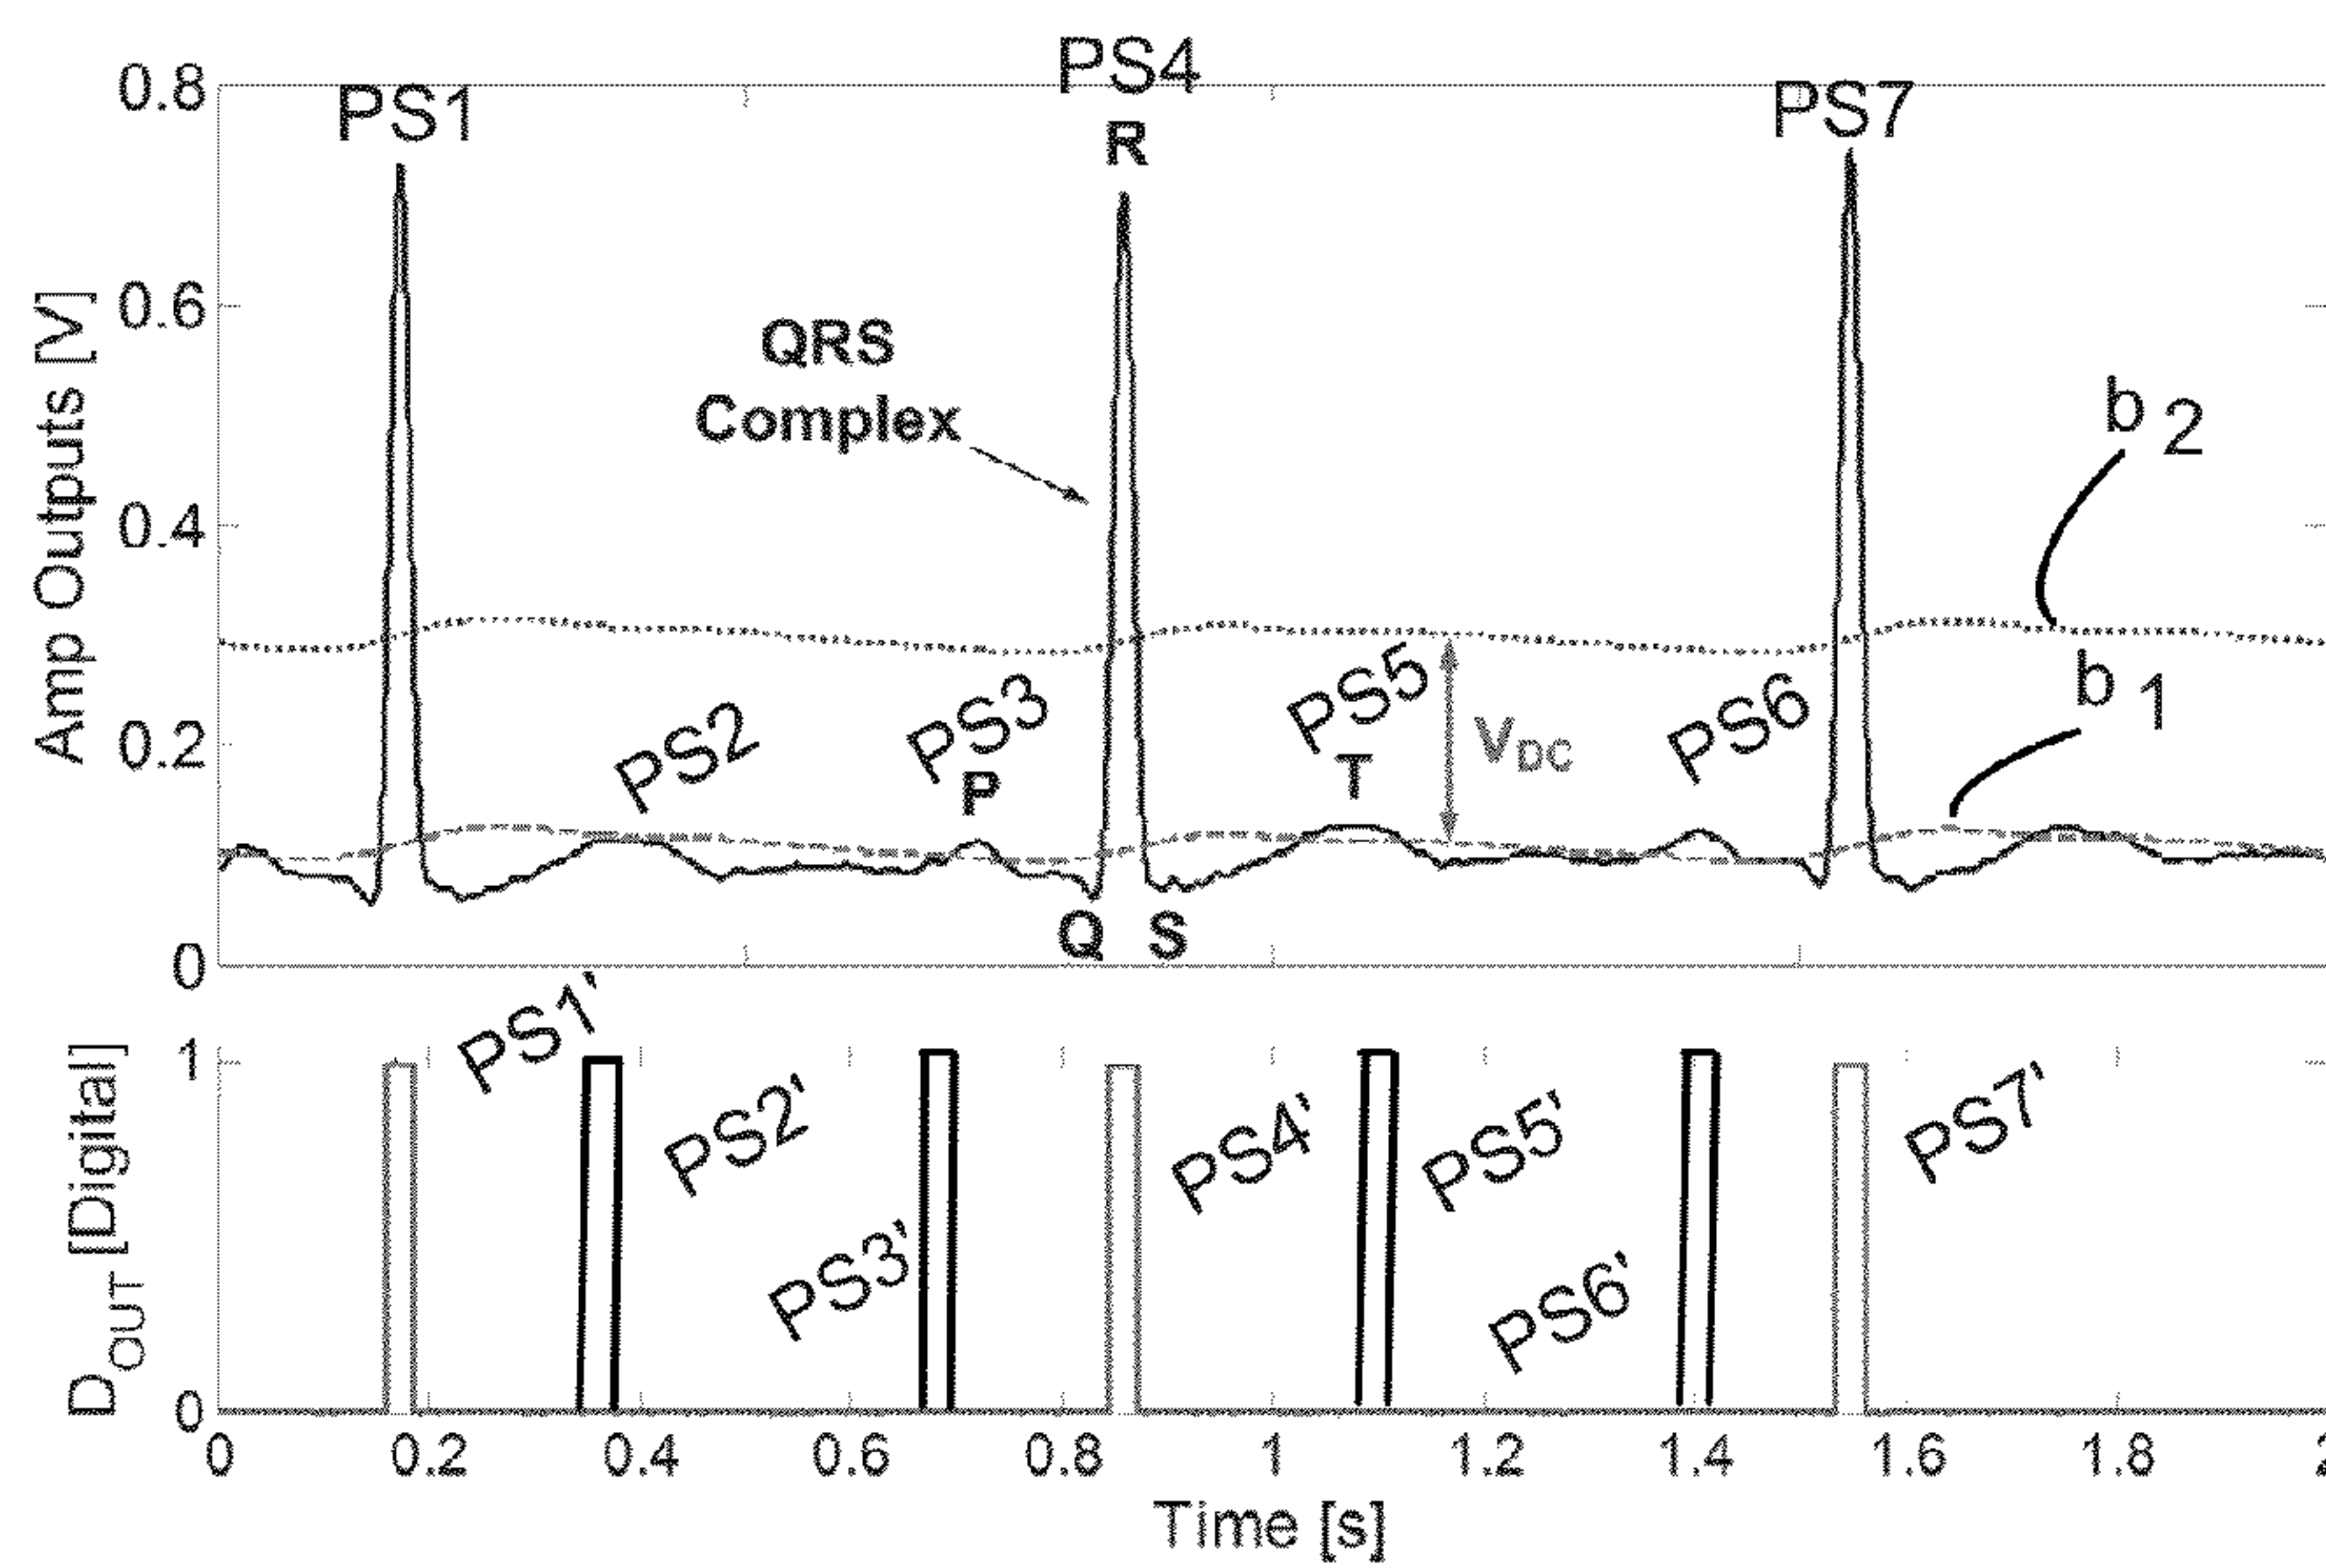 PS4
0.8
PS1
PS7
R
0.6
QRS
Complex
b 2
0.4
Amp Outputs [V]
b 1
PS2
PS3
PS5
PS6
0.2
P
T
VDC
Q
S
0
PS1'
1
PS2'
PS3'
PS4'
PS5'
PS6'
PS7'
DOUT [Digital]
0
0 0.2 0.4 0.6 0.8 1 1.2 1.4 1.6 1.8 2
Time [s]